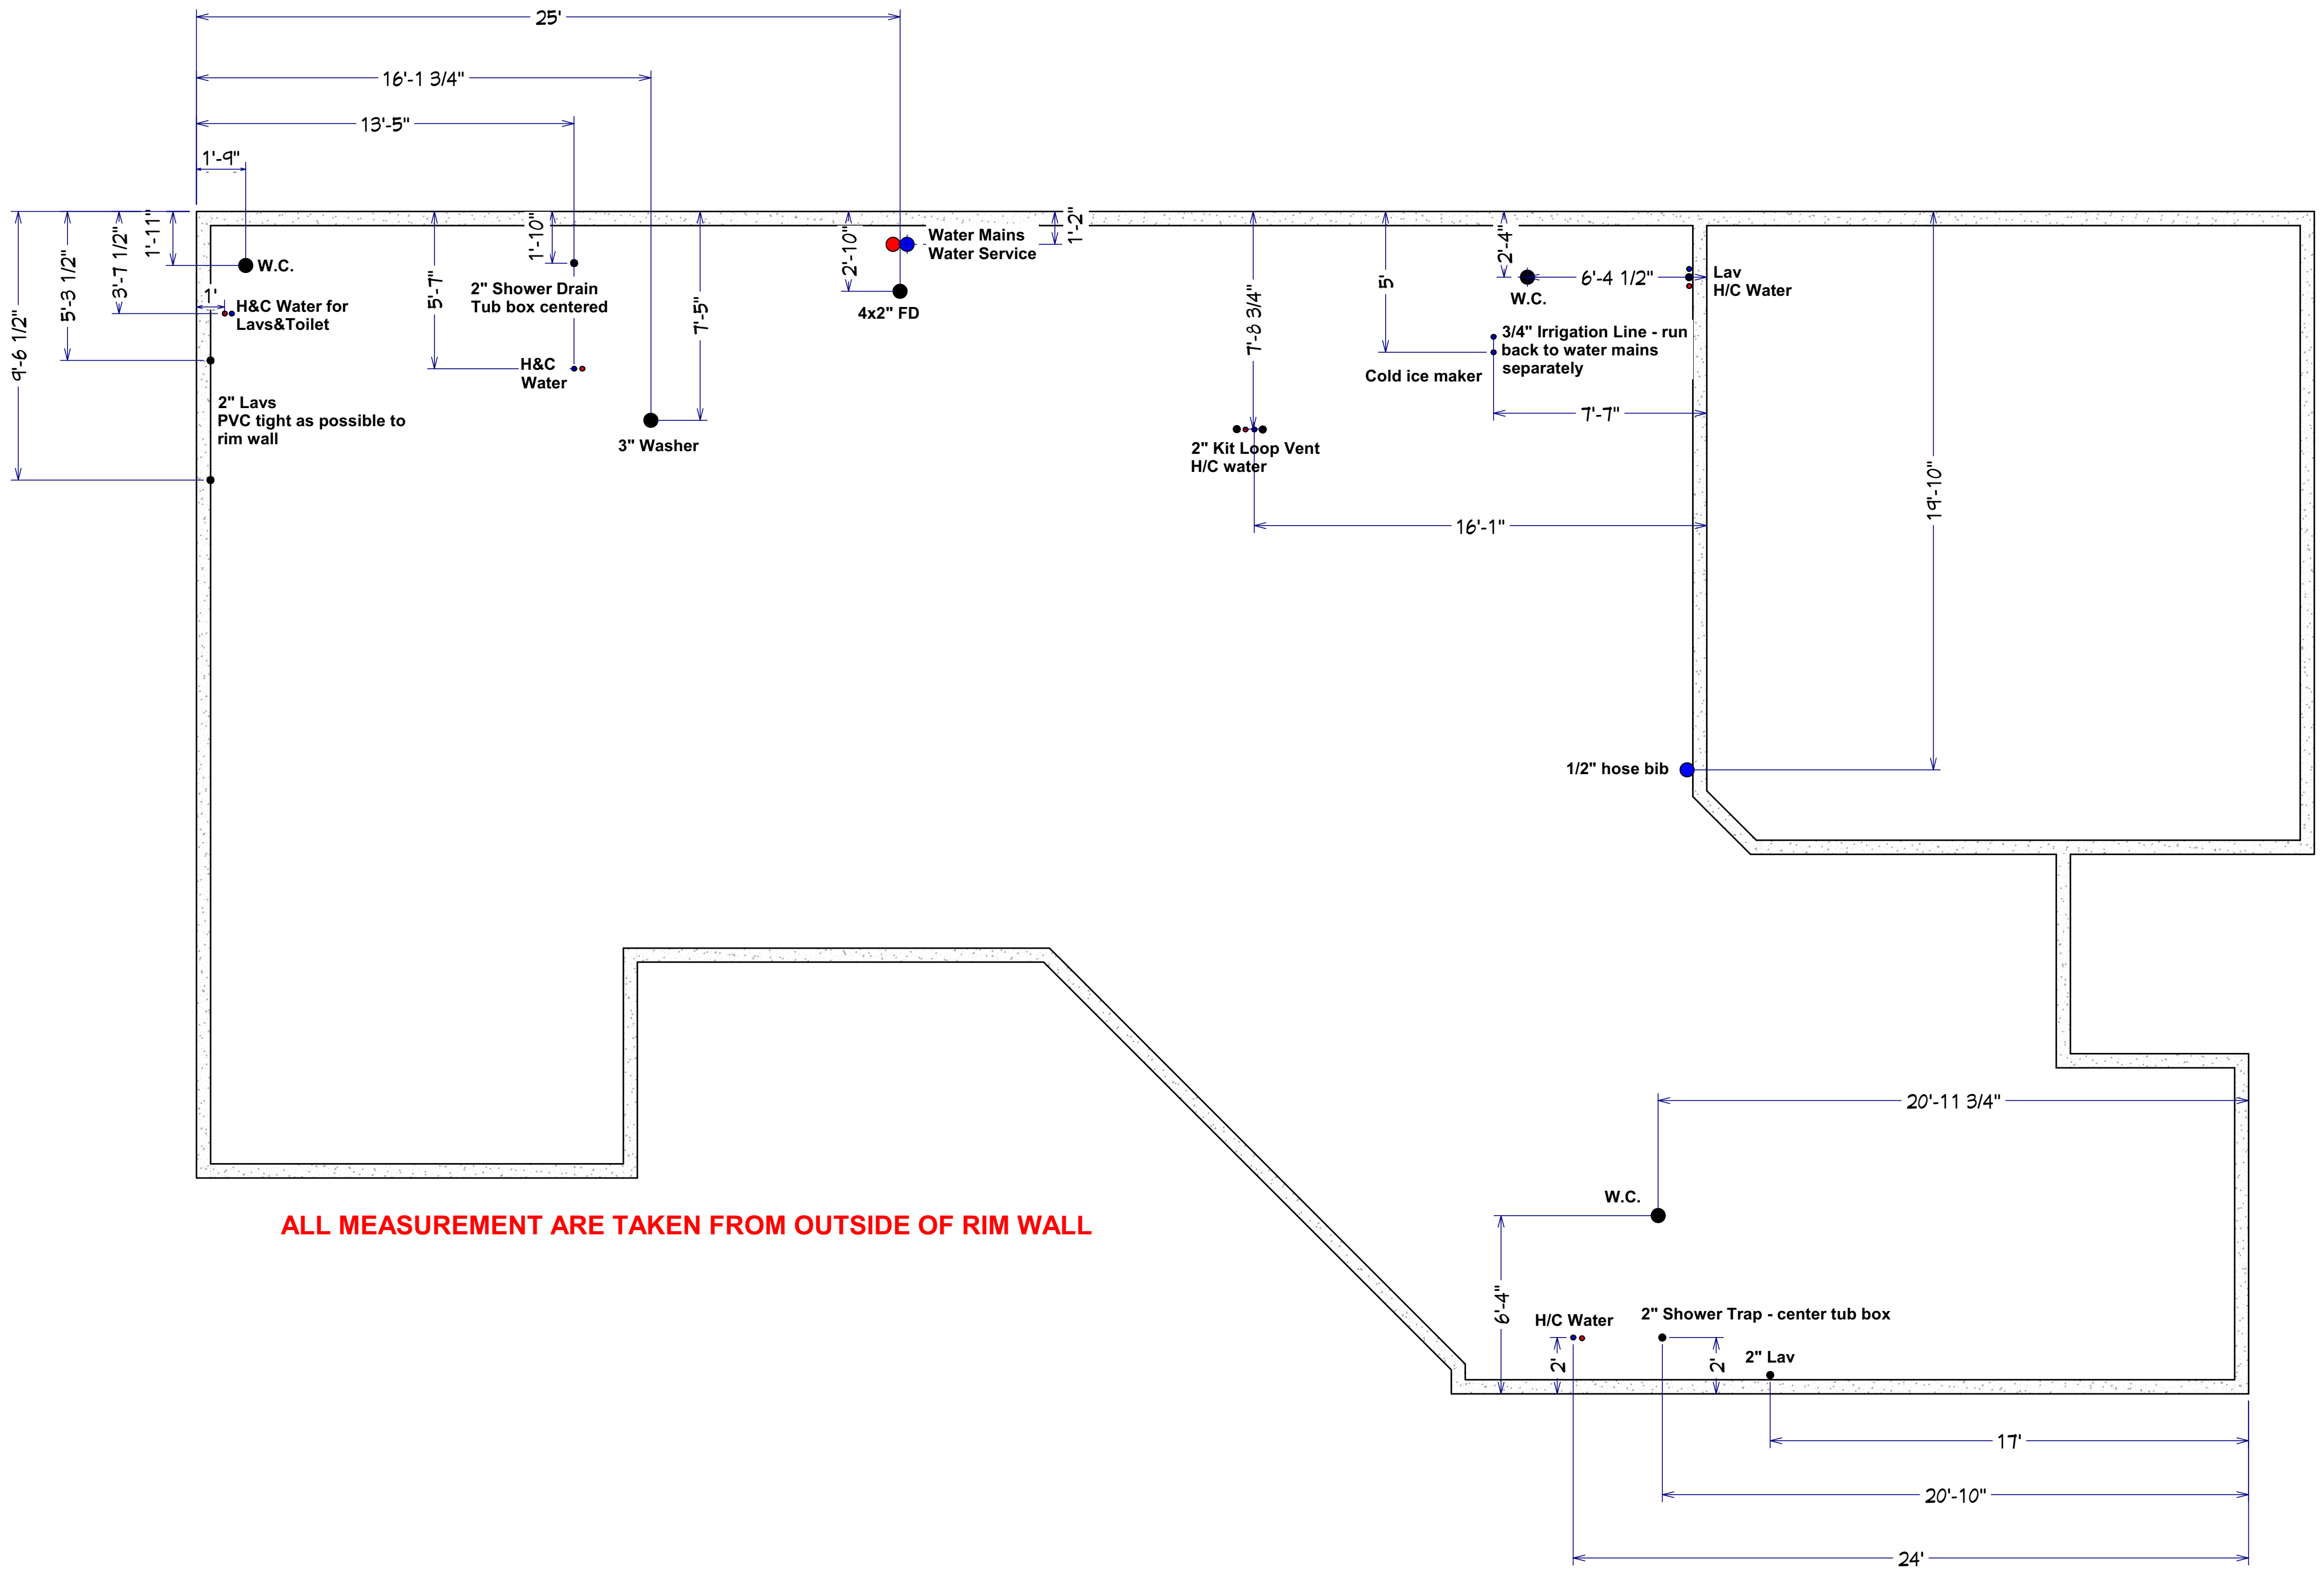 25'
16'-1 3/4"
13'-5"
1'-9"
9'-6 1/2"
5'-3 1/2"
3'-7 1/2"
1'-11"
1'
W.C.
H&C Water for
Lavs&Toilet
2" Lavs
PVC tight as possible to
rim wall
5'-7"
1'-10"
2" Shower Drain
Tub box centered
H&C
Water
7'-5"
3" Washer
2'-10"
4x2" FD
Water Mains
Water Service
1'-2"
7'-8 3/4"
2" Kit Loop Vent
H/C water
16'-1"
5'
2'-4"
W.C.
6'-4 1/2"
Lav
H/C Water
3/4" Irrigation Line - run
back to water mains
separately
Cold ice maker
7'-7"
19'-10"
1/2" hose bib
20'-11 3/4"
W.C.
ALL MEASUREMENT ARE TAKEN FROM OUTSIDE OF RIM WALL
6'-4"
H/C Water
2" Shower Trap - center tub box
2'
2'
2" Lav
17'
20'-10"
24'